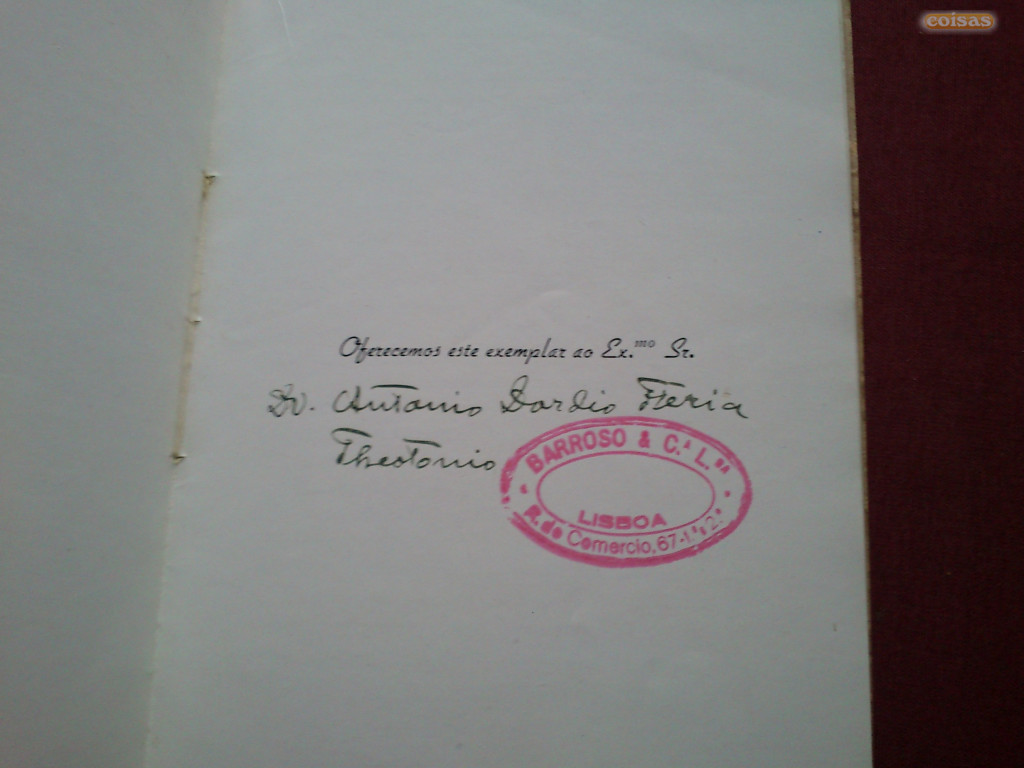 coisas
Oferecemos este exemplar ao Ex.mo Sr.
Dr. Antonio Dordio Feria
Theotonio
BARROSO & C.A L.DA
LISBOA
R. do Comercio, 67-1.º e 2.º